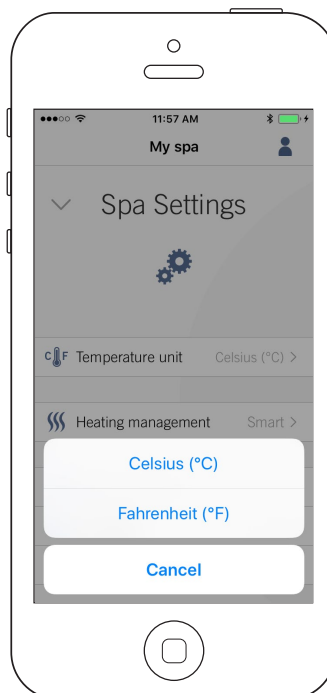 11:57 AM
My spa
Spa Settings
C F Temperature unit Celsius (°C) >
Heating management Smart >
Celsius (°C)
Fahrenheit (°F)
Cancel